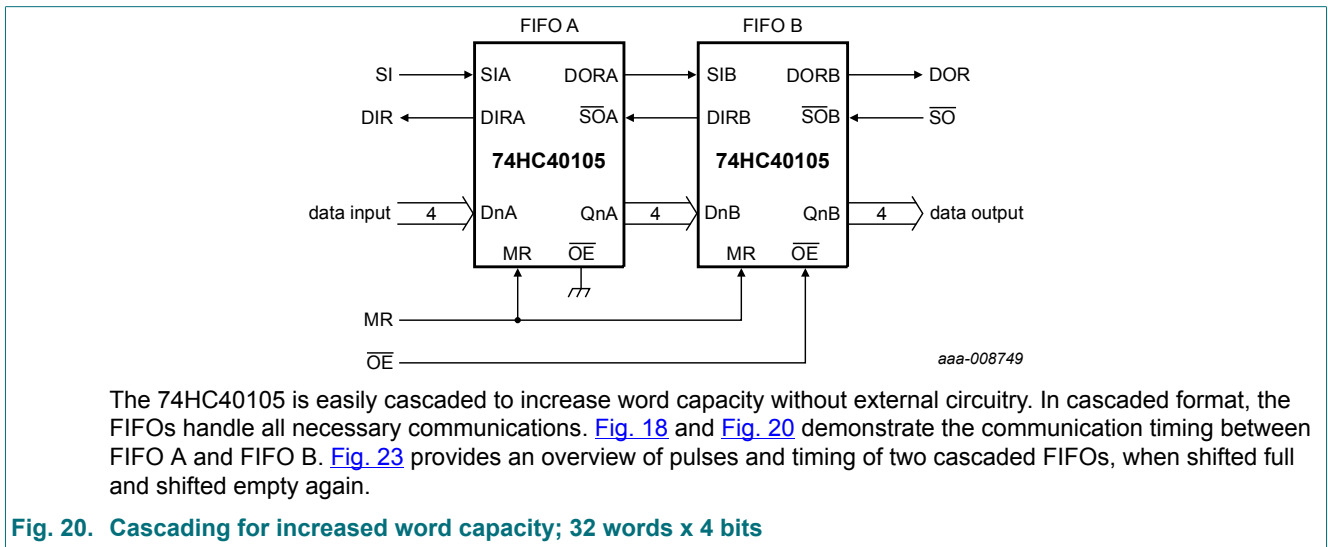 FIFO A FIFO B
SI SIA DORA SIB DORB DOR
DIR DIRA SOA DIRB SOB SO
74HC40105 74HC40105
data input 4 DnA QnA 4 DnB QnB 4 data output
MR OE MR OE
MR
OE
aaa-008749
The 74HC40105 is easily cascaded to increase word capacity without external circuitry. In cascaded format, the
FIFOs handle all necessary communications. Fig. 18 and Fig. 20 demonstrate the communication timing between
FIFO A and FIFO B. Fig. 23 provides an overview of pulses and timing of two cascaded FIFOs, when shifted full
and shifted empty again.
Fig. 20. Cascading for increased word capacity; 32 words x 4 bits